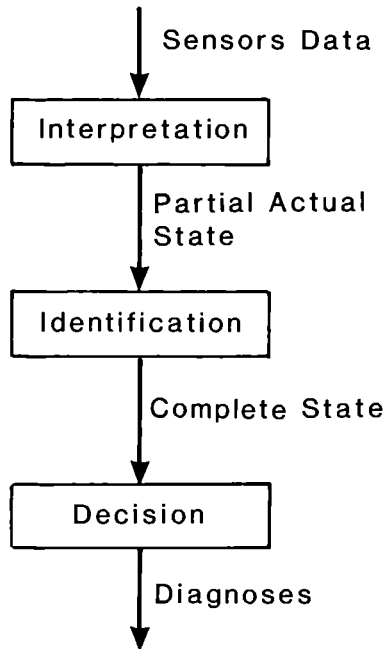 Sensors Data
Interpretation
Partial Actual
State
Identification
Complete State
Decision
Diagnoses